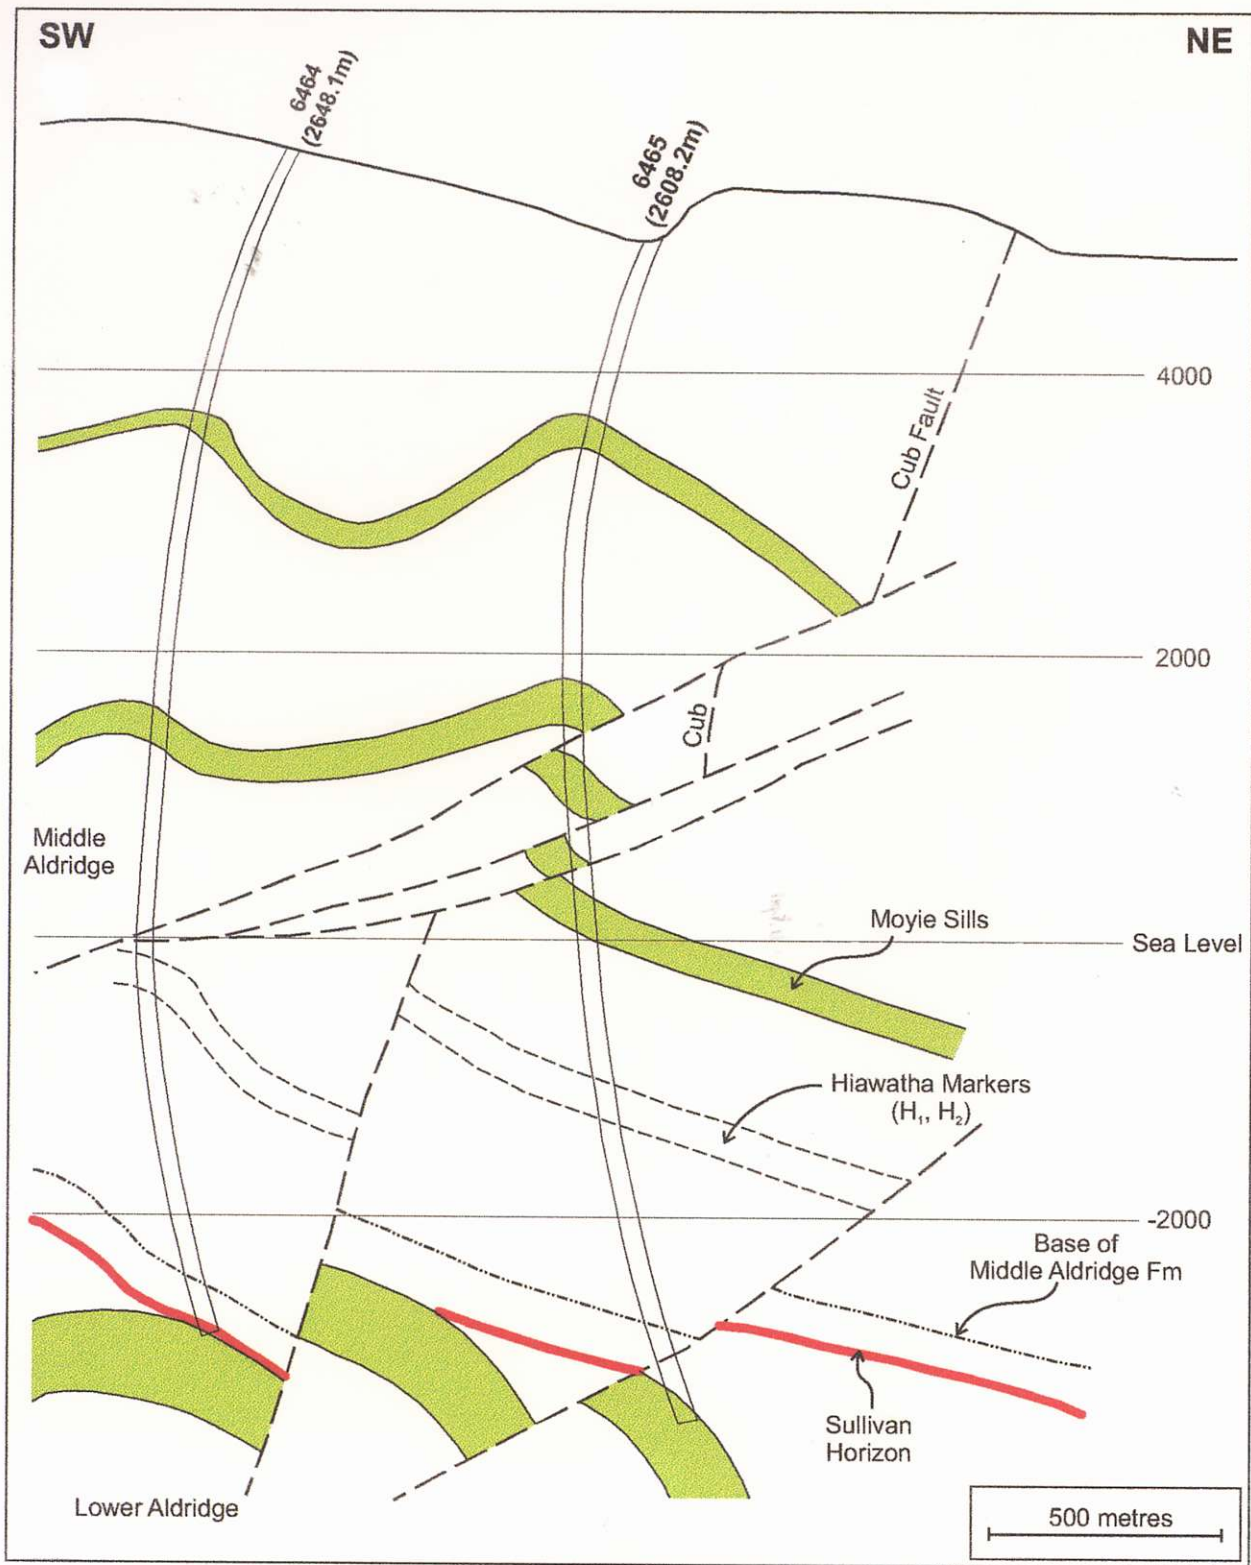 SW
NE
6464
(2648.1m)
6465
(2608.2m)
4000
Cub Fault
2000
Cub
Middle
Aldridge
Moyie Sills
Sea Level
Hiawatha Markers
(H₁, H₂)
-2000
Base of
Middle Aldridge Fm
Sullivan
Horizon
Lower Aldridge
500 metres